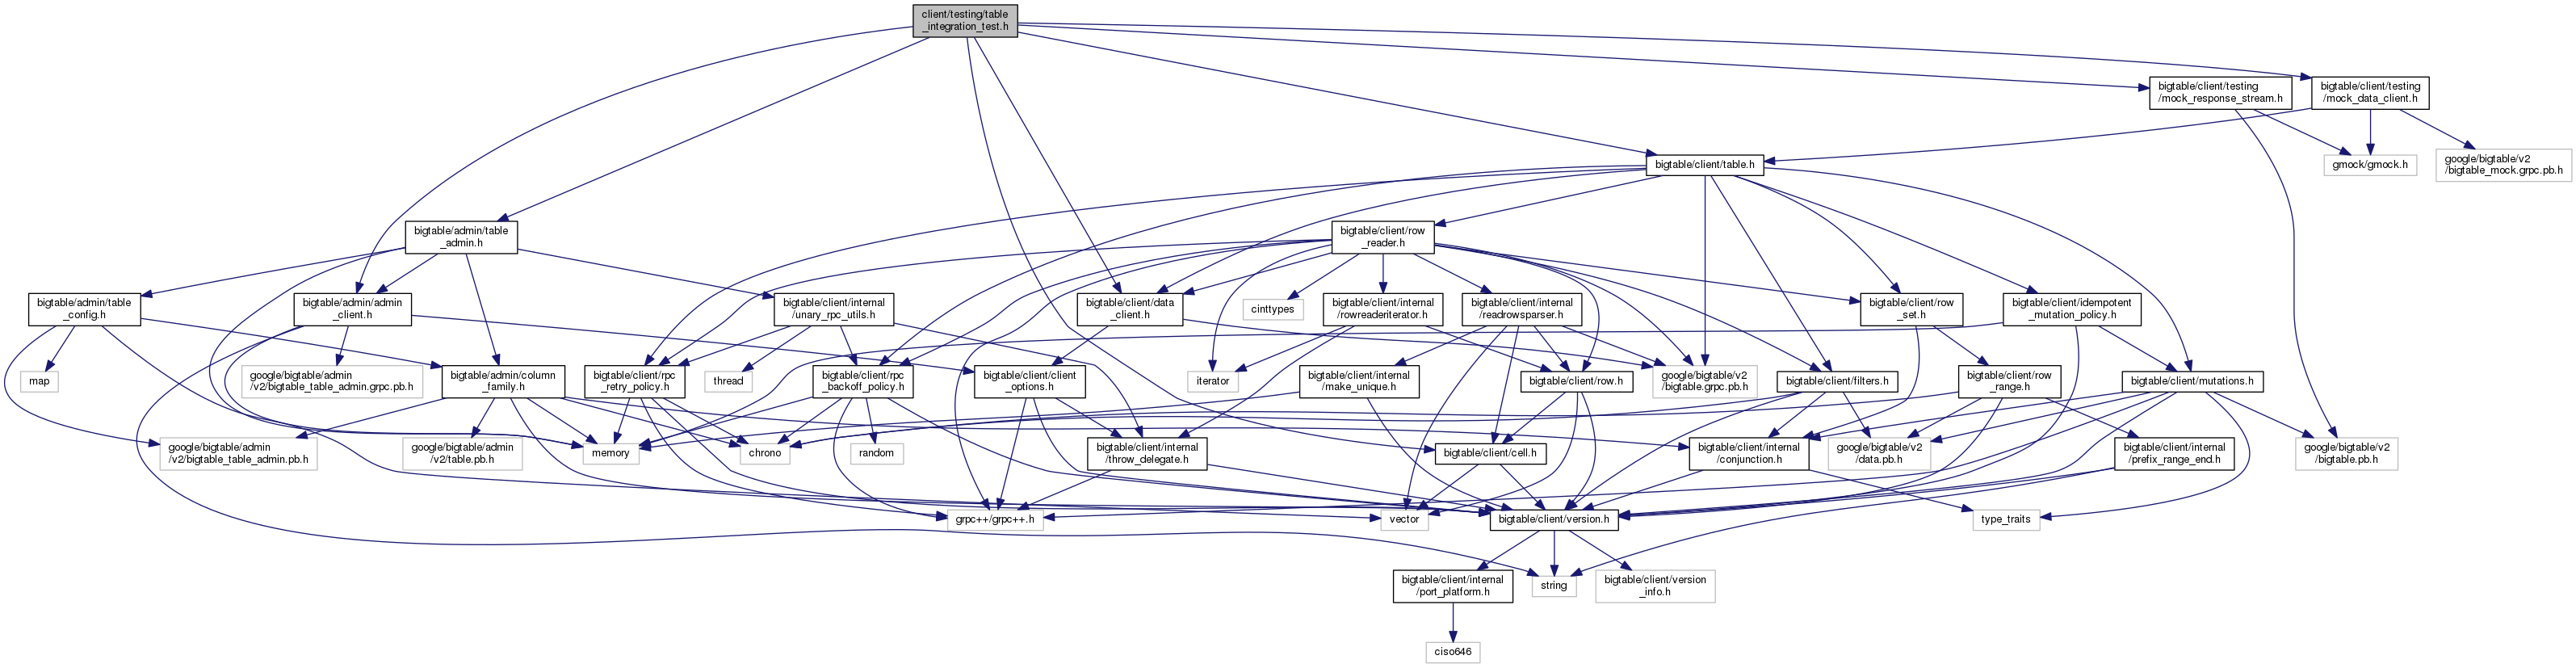 client/testing/table
_integration_test.h
bigtable/client/testing
/mock_response_stream.h
bigtable/client/testing
/mock_data_client.h
bigtable/client/table.h
gmock/gmock.h
google/bigtable/v2
/bigtable_mock.grpc.pb.h
bigtable/admin/table
_admin.h
bigtable/client/row
_reader.h
bigtable/admin/table
_config.h
bigtable/admin/admin
_client.h
bigtable/client/internal
/unary_rpc_utils.h
bigtable/client/data
_client.h
cinttypes
bigtable/client/internal
/rowreaderiterator.h
bigtable/client/internal
/readrowsparser.h
bigtable/client/row
_set.h
bigtable/client/idempotent
_mutation_policy.h
map
google/bigtable/admin
/v2/bigtable_table_admin.grpc.pb.h
bigtable/admin/column
_family.h
bigtable/client/rpc
_retry_policy.h
thread
bigtable/client/rpc
_backoff_policy.h
bigtable/client/client
_options.h
iterator
bigtable/client/internal
/make_unique.h
bigtable/client/row.h
google/bigtable/v2
/bigtable.grpc.pb.h
bigtable/client/filters.h
bigtable/client/row
_range.h
bigtable/client/mutations.h
google/bigtable/admin
/v2/bigtable_table_admin.pb.h
google/bigtable/admin
/v2/table.pb.h
memory
chrono
random
bigtable/client/internal
/throw_delegate.h
bigtable/client/cell.h
bigtable/client/internal
/conjunction.h
google/bigtable/v2
/data.pb.h
bigtable/client/internal
/prefix_range_end.h
google/bigtable/v2
/bigtable.pb.h
grpc++/grpc++.h
vector
bigtable/client/version.h
type_traits
bigtable/client/internal
/port_platform.h
string
bigtable/client/version
_info.h
ciso646